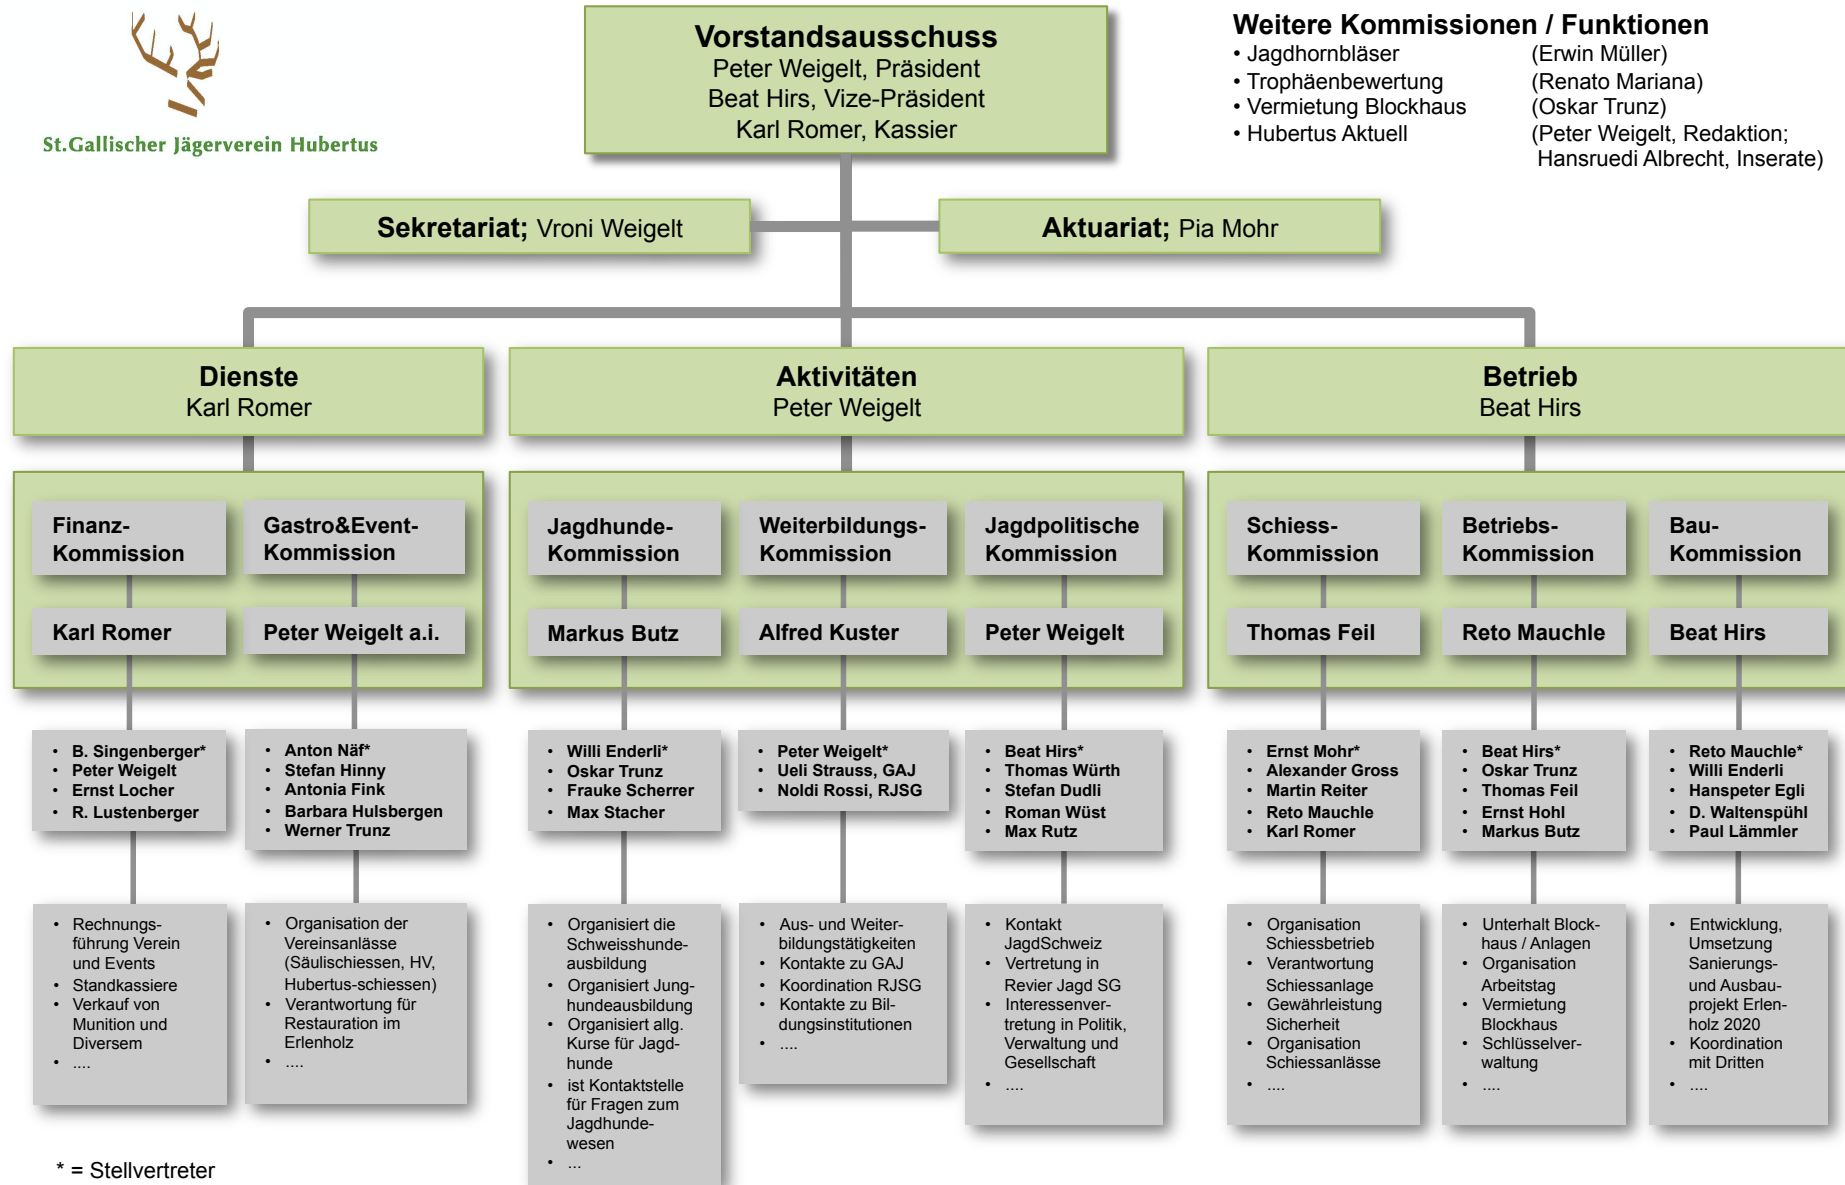 St.Gallischer Jägerverein Hubertus
Vorstandsausschuss
Peter Weigelt, Präsident
Beat Hirs, Vize-Präsident
Karl Romer, Kassier
Weitere Kommissionen / Funktionen
• Jagdhornbläser (Erwin Müller)
• Trophäenbewertung (Renato Mariana)
• Vermietung Blockhaus (Oskar Trunz)
• Hubertus Aktuell (Peter Weigelt, Redaktion;
Hansruedi Albrecht, Inserate)
Sekretariat; Vroni Weigelt
Aktuariat; Pia Mohr
Dienste
Karl Romer
Aktivitäten
Peter Weigelt
Betrieb
Beat Hirs
Finanz-
Kommission
Karl Romer
• B. Singenberger*
• Peter Weigelt
• Ernst Locher
• R. Lustenberger
• Rechnungs-
führung Verein
und Events
• Standkassiere
• Verkauf von
Munition und
Diversem
• ....
Gastro&Event-
Kommission
Peter Weigelt a.i.
• Anton Näf*
• Stefan Hinny
• Antonia Fink
• Barbara Hulsbergen
• Werner Trunz
• Organisation der
Vereinsanlässe
(Säulischiessen, HV,
Hubertus-schiessen)
• Verantwortung für
Restauration im
Erlenholz
• ....
Jagdhunde-
Kommission
Markus Butz
• Willi Enderli*
• Oskar Trunz
• Frauke Scherrer
• Max Stacher
• Organisiert die
Schweisshunde-
ausbildung
• Organisiert Jung-
hundeausbildung
• Organisiert allg.
Kurse für Jagd-
hunde
• ist Kontaktstelle
für Fragen zum
Jagdhunde-
wesen
• ...
Weiterbildungs-
Kommission
Alfred Kuster
• Peter Weigelt*
• Ueli Strauss, GAJ
• Noldi Rossi, RJSG
• Aus- und Weiter-
bildungstätigkeiten
• Kontakte zu GAJ
• Koordination RJSG
• Kontakte zu Bil-
dungsinstitutionen
• ....
Jagdpolitische
Kommission
Peter Weigelt
• Beat Hirs*
• Thomas Würth
• Stefan Dudli
• Roman Wüst
• Max Rutz
• Kontakt
JagdSchweiz
• Vertretung in
Revier Jagd SG
• Interessenver-
tretung in Politik,
Verwaltung und
Gesellschaft
• ....
Schiess-
Kommission
Thomas Feil
• Ernst Mohr*
• Alexander Gross
• Martin Reiter
• Reto Mauchle
• Karl Romer
• Organisation
Schiessbetrieb
• Verantwortung
Schiessanlage
• Gewährleistung
Sicherheit
• Organisation
Schiessanlässe
• ....
Betriebs-
Kommission
Reto Mauchle
• Beat Hirs*
• Oskar Trunz
• Thomas Feil
• Ernst Hohl
• Markus Butz
• Unterhalt Block-
haus / Anlagen
• Organisation
Arbeitstag
• Vermietung
Blockhaus
• Schlüsselver-
waltung
• ....
Bau-
Kommission
Beat Hirs
• Reto Mauchle*
• Willi Enderli
• Hanspeter Egli
• D. Waltenspühl
• Paul Lämmler
• Entwicklung,
Umsetzung
Sanierungs-
und Ausbau-
projekt Erlen-
holz 2020
• Koordination
mit Dritten
• ....
* = Stellvertreter